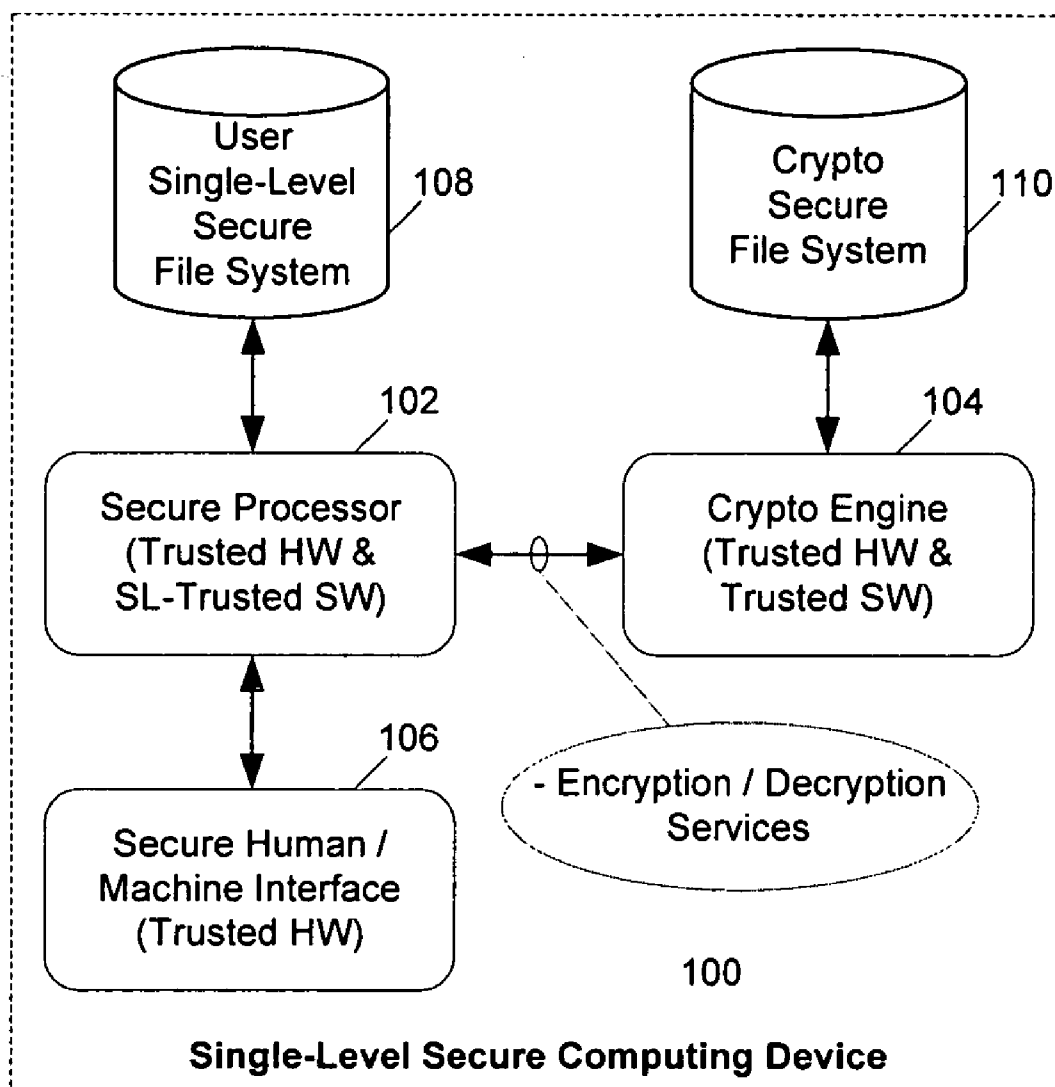 User
Single-Level
Secure
File System
108
Crypto
Secure
File System
110
102
Secure Processor
(Trusted HW &
SL-Trusted SW)
104
Crypto Engine
(Trusted HW &
Trusted SW)
106
Secure Human /
Machine Interface
(Trusted HW)
- Encryption / Decryption
Services
100
Single-Level Secure Computing Device